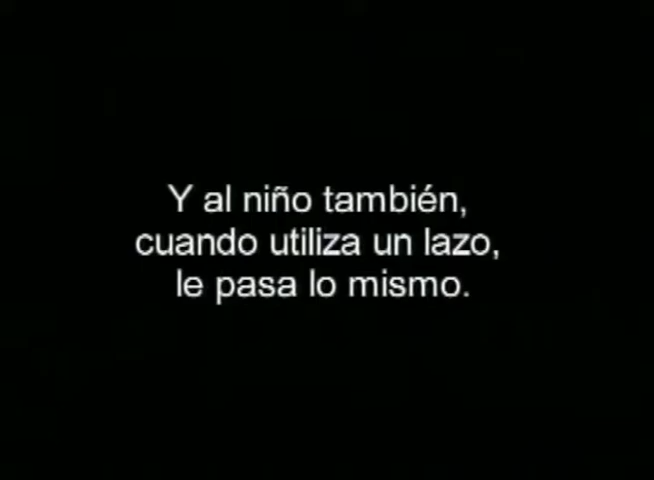 Y al niño también,
cuando utiliza un lazo,
le pasa lo mismo.